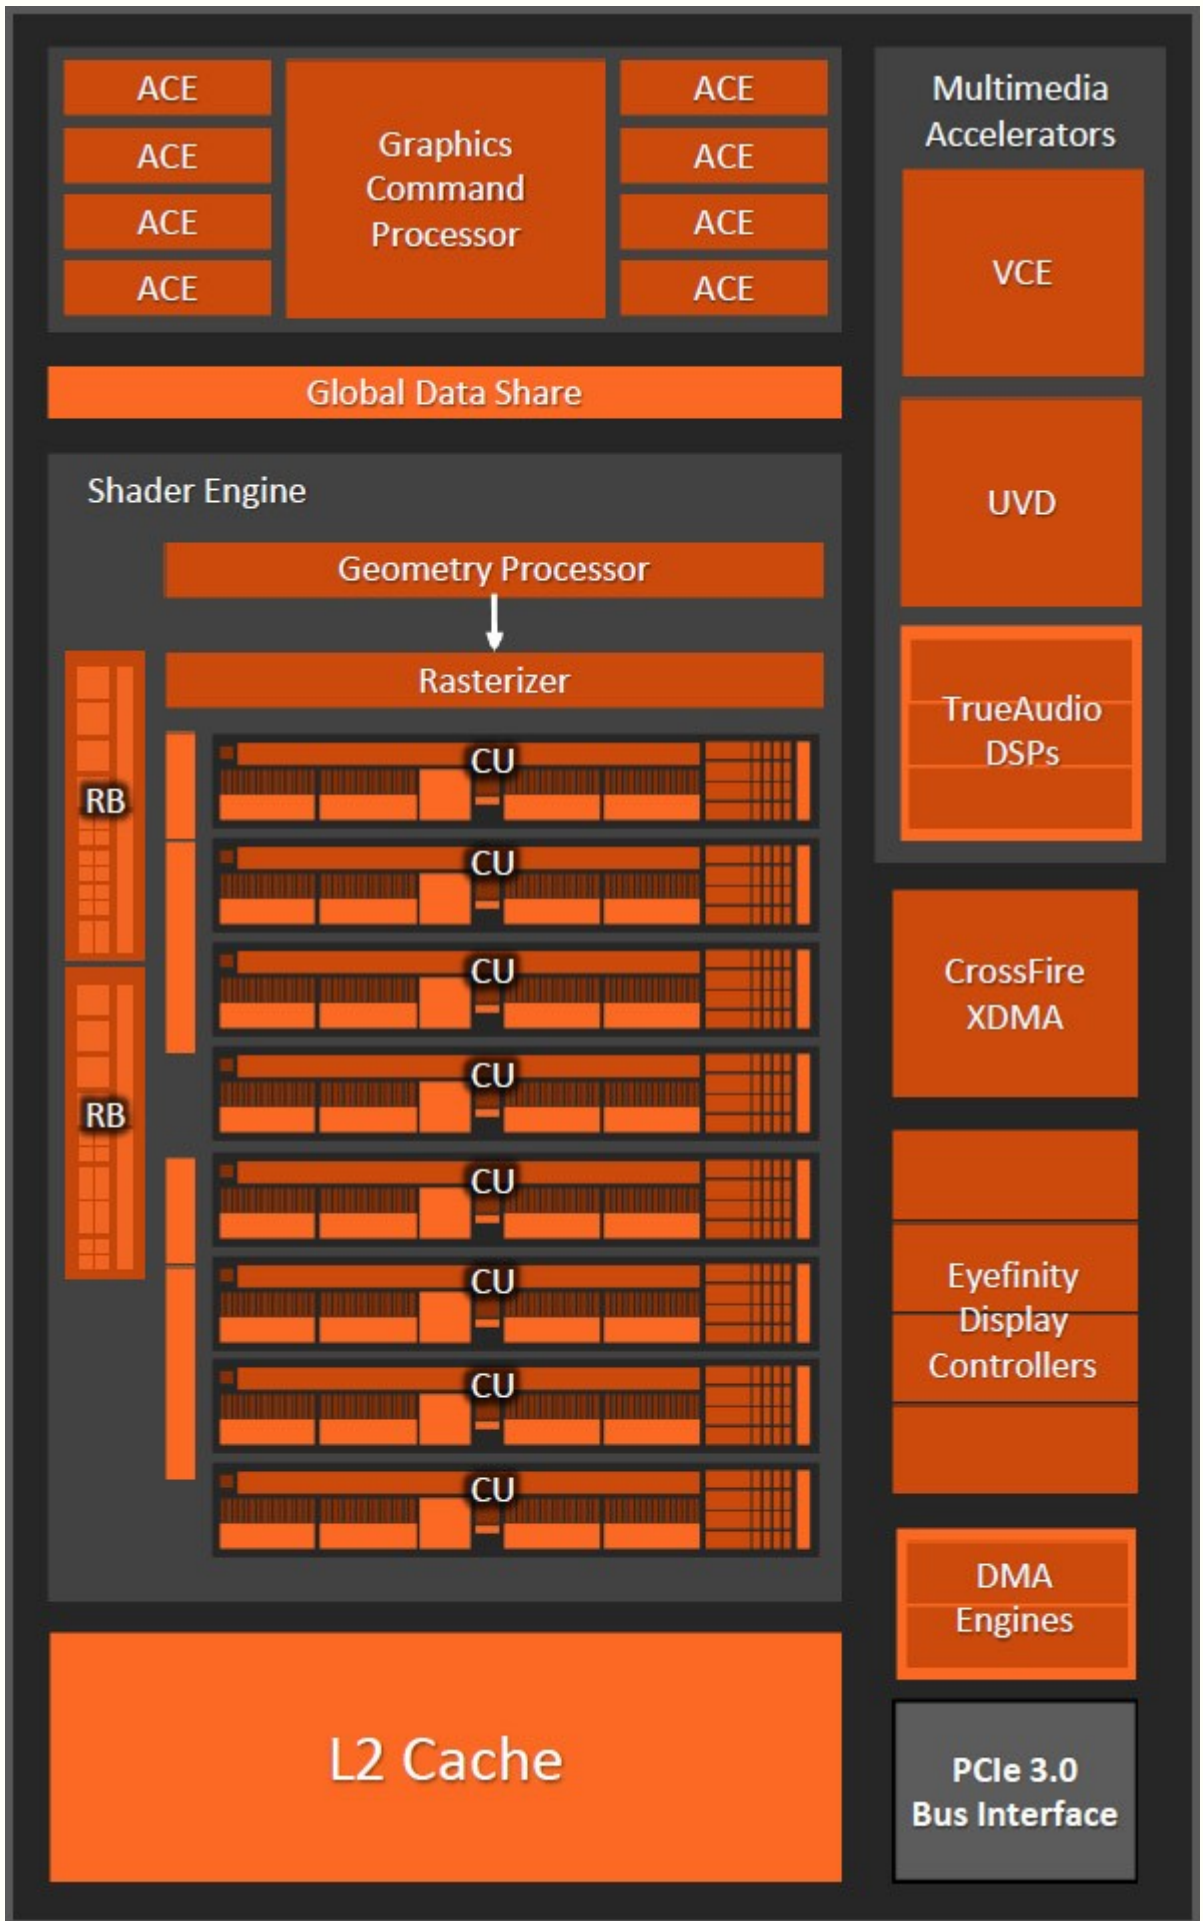 ACE
ACE
ACE
ACE
Graphics
Command
Processor
ACE
ACE
ACE
ACE
Global Data Share
Shader Engine
Geometry Processor
Rasterizer
RB
RB
CU
CU
CU
CU
CU
CU
CU
CU
L2 Cache
Multimedia
Accelerators
VCE
UVD
TrueAudio
DSPs
CrossFire
XDMA
Eyefinity
Display
Controllers
DMA
Engines
PCIe 3.0
Bus Interface